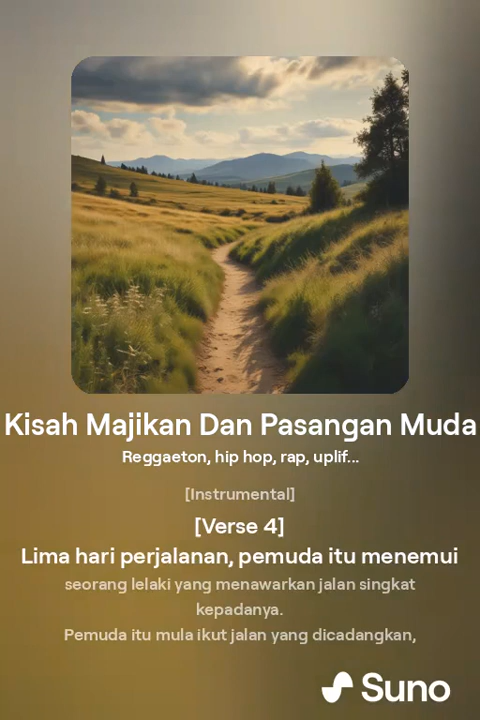 Kisah Majikan Dan Pasangan Muda
Reggaeton, hip hop, rap, uplif...
[Instrumental]
[Verse 4]
Lima hari perjalanan, pemuda itu menemui
seorang lelaki yang menawarkan jalan singkat
kepadanya.
Pemuda itu mula ikut jalan yang dicadangkan,
Suno